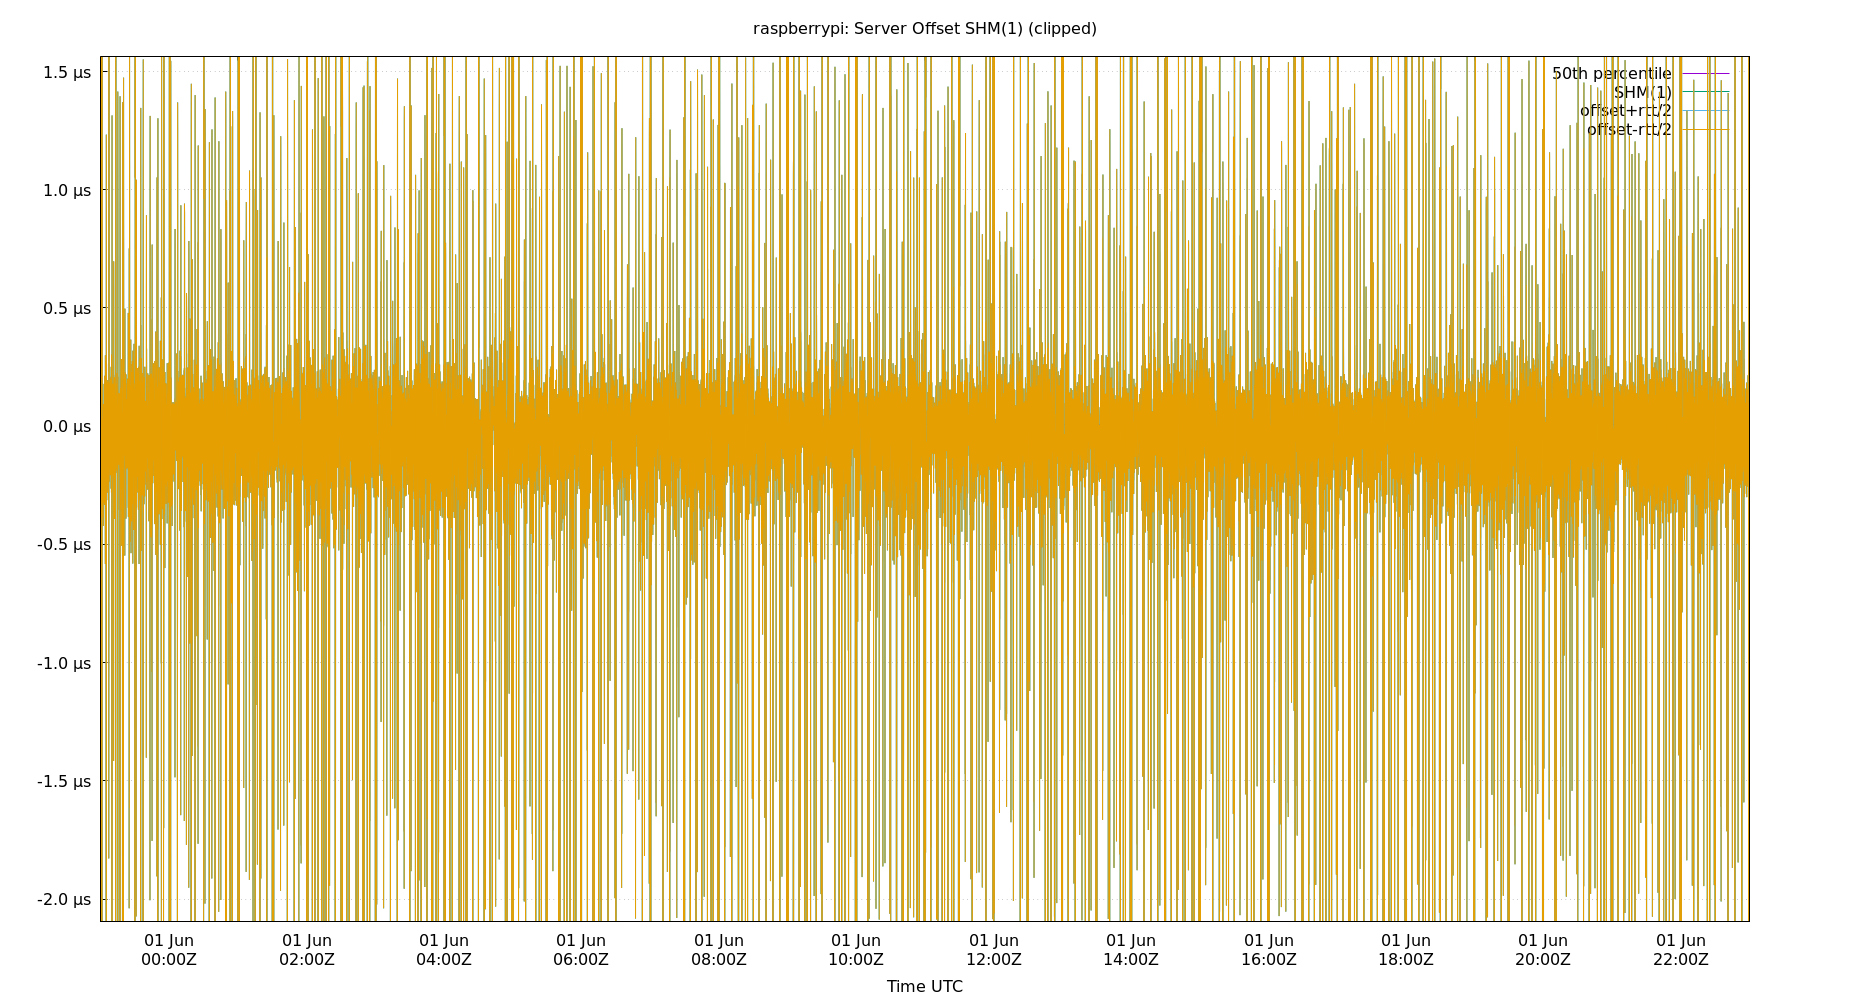 raspberrypi: Server Offset SHM(1) (clipped)
1.5 µs
1.0 µs
0.5 µs
0.0 µs
-0.5 µs
-1.0 µs
-1.5 µs
-2.0 µs
50th percentile
SHM(1)
offset+rtt/2
offset-rtt/2
01 Jun 01 Jun 01 Jun 01 Jun 01 Jun 01 Jun 01 Jun 01 Jun 01 Jun 01 Jun 01 Jun 01 Jun
00:00Z 02:00Z 04:00Z 06:00Z 08:00Z 10:00Z 12:00Z 14:00Z 16:00Z 18:00Z 20:00Z 22:00Z
Time UTC